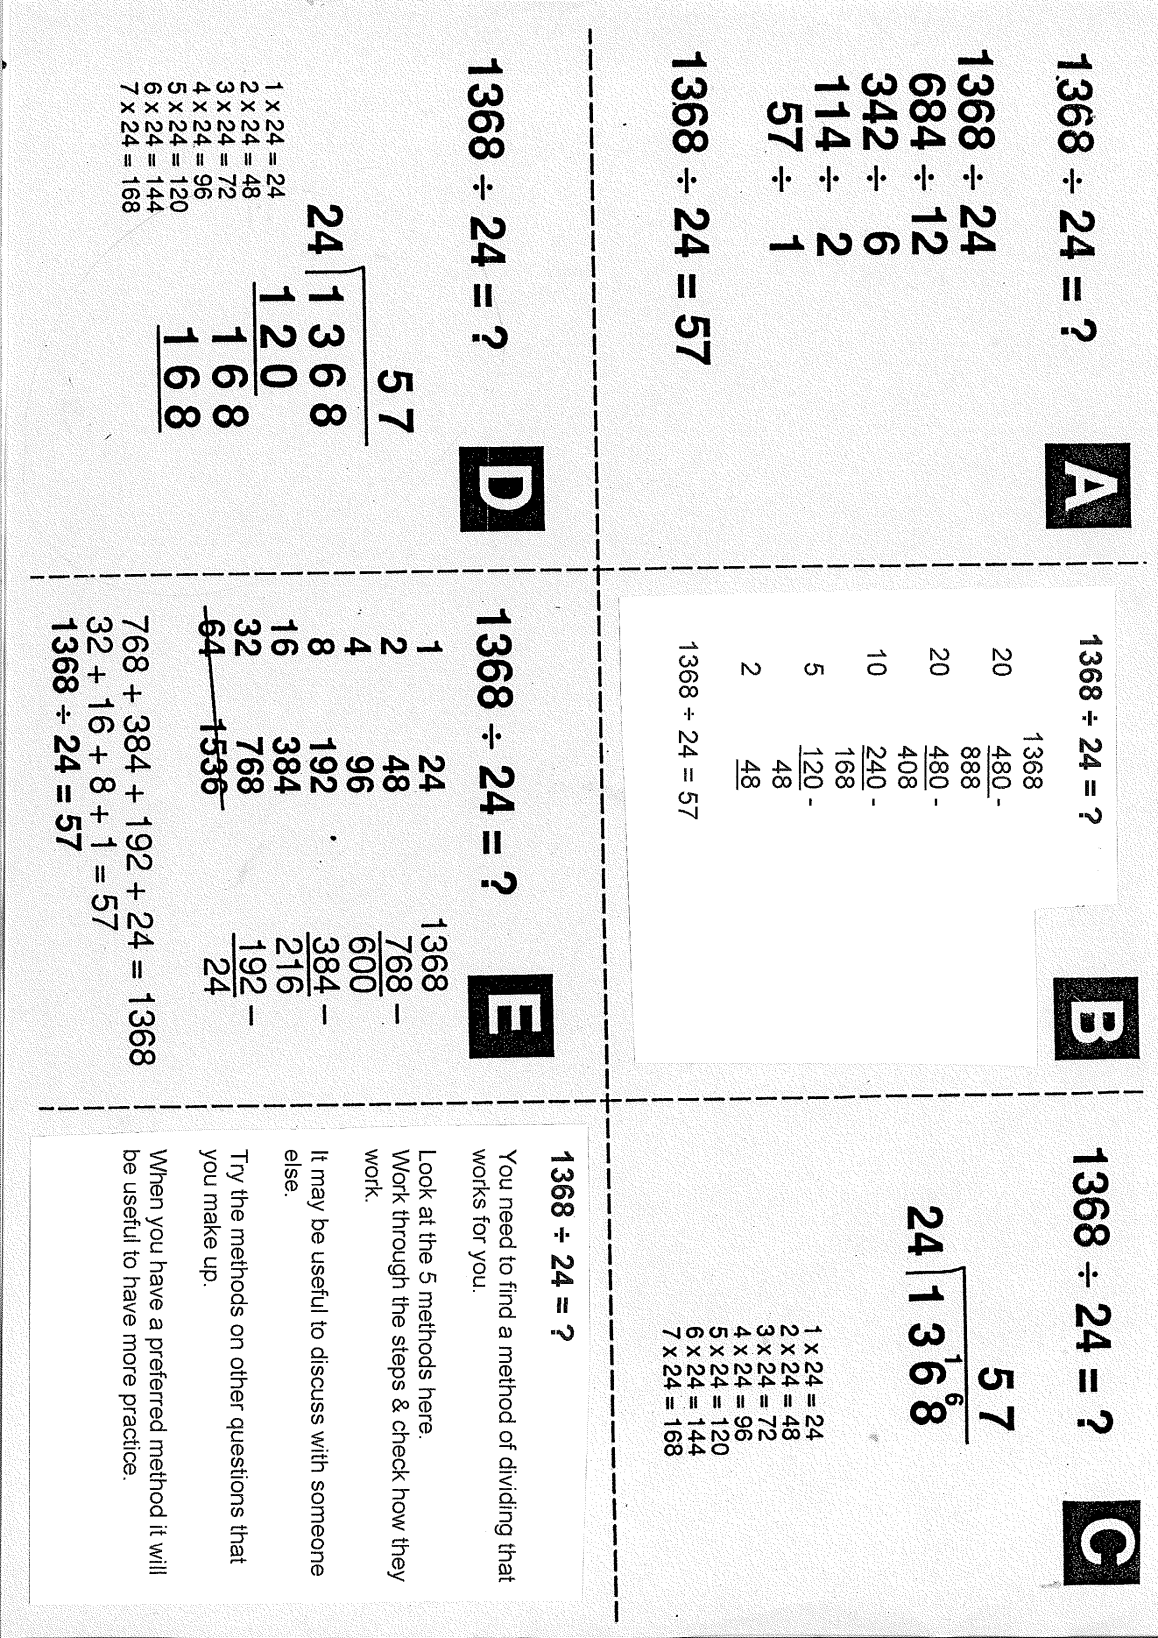 1368 ÷ 24 = ?
A
1368 ÷ 24
684 ÷ 12
342 ÷ 6
114 ÷ 2
57 ÷ 1
1368 ÷ 24 = 57
1368 ÷ 24 = ?
B
1368
20 480 -
888
20 480 -
408
10 240 -
168
5 120 -
48
2 48
1368 ÷ 24 = 57
1368 ÷ 24 = ?
C
5 7
24 1 3 16 68
1 x 24 = 24
2 x 24 = 48
3 x 24 = 72
4 x 24 = 96
5 x 24 = 120
6 x 24 = 144
7 x 24 = 168
1368 ÷ 24 = ?
D
5 7
24 1 3 6 8
1 2 0
1 6 8
1 6 8
1 x 24 = 24
2 x 24 = 48
3 x 24 = 72
4 x 24 = 96
5 x 24 = 120
6 x 24 = 144
7 x 24 = 168
1368 ÷ 24 = ?
E
1 24 1368
2 48 768 –
4 96 600
8 192 384 –
16 384 216
32 768 192 –
64 1536 24
768 + 384 + 192 + 24 = 1368
32 + 16 + 8 + 1 = 57
1368 ÷ 24 = 57
1368 ÷ 24 = ?
You need to find a method of dividing that
works for you.
Look at the 5 methods here.
Work through the steps & check how they
work.
It may be useful to discuss with someone
else.
Try the methods on other questions that
you make up.
When you have a preferred method it will
be useful to have more practice.